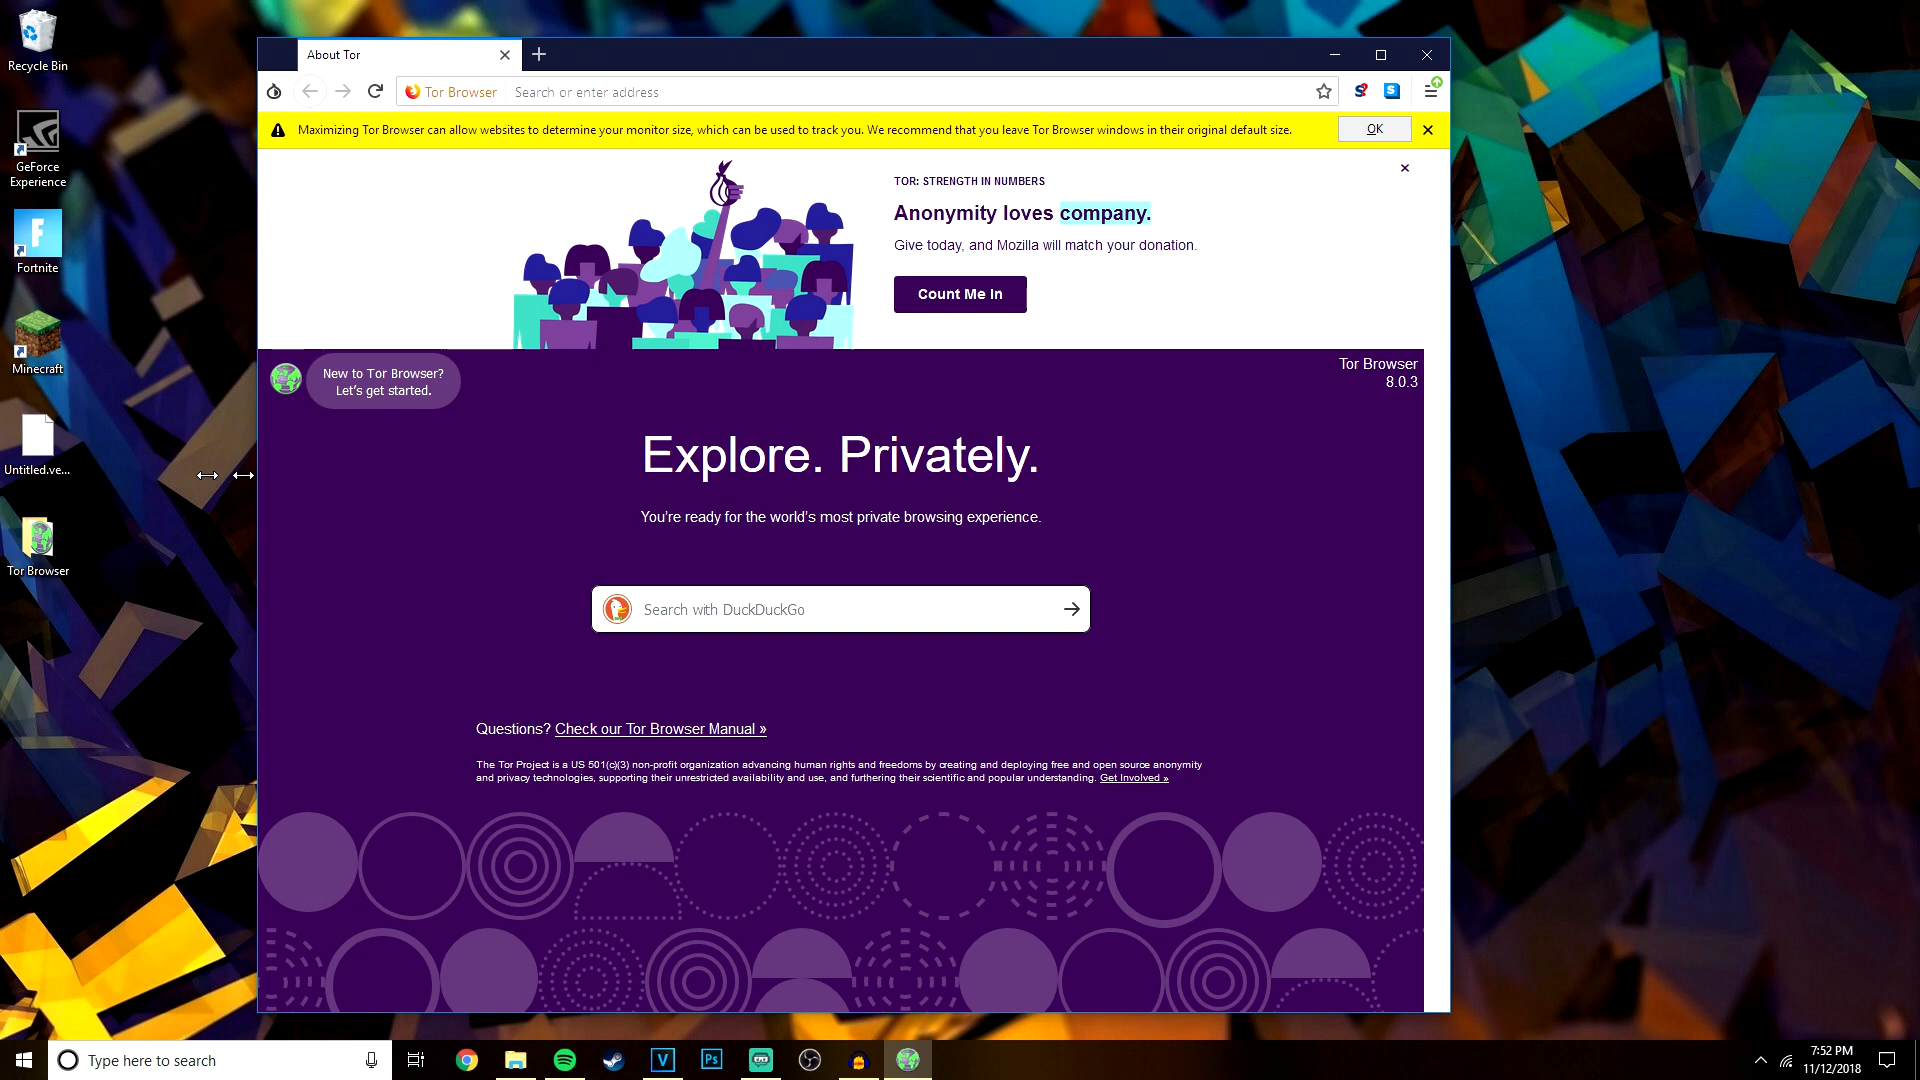 Recycle Bin
GeForce
Experience
Fortnite
Minecraft
Untitled.ve...
Tor Browser
About Tor
Tor Browser
Search or enter address
Maximizing Tor Browser can allow websites to determine your monitor size, which can be used to track you. We recommend that you leave Tor Browser windows in their original default size.
OK
TOR: STRENGTH IN NUMBERS
Anonymity loves company.
Give today, and Mozilla will match your donation.
Count Me In
New to Tor Browser?
Let's get started.
Tor Browser
8.0.3
Explore. Privately.
You're ready for the world's most private browsing experience.
Search with DuckDuckGo
Questions? Check our Tor Browser Manual »
The Tor Project is a US 501(c)(3) non-profit organization advancing human rights and freedoms by creating and deploying free and open source anonymity
and privacy technologies, supporting their unrestricted availability and use, and furthering their scientific and popular understanding. Get Involved »
Type here to search
V
Ps
7:52 PM
11/12/2018